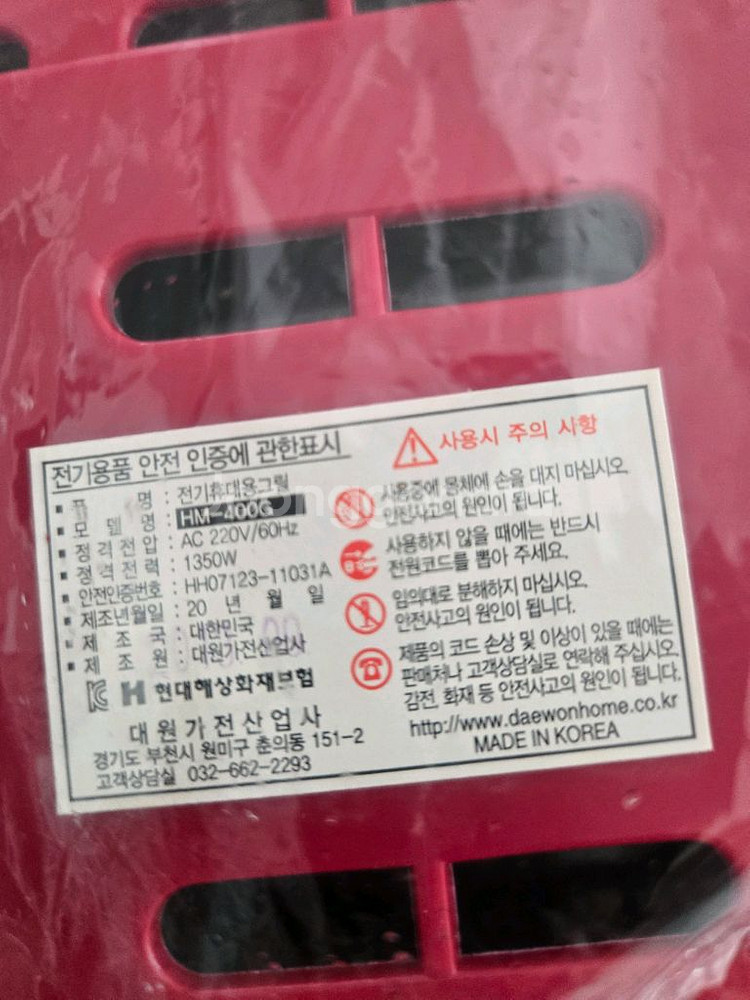 전기용품 안전 인증에 관한표시
품 명 : 전기휴대용그릴
모 델 명 : HM-400G
정 격 전 압 : AC 220V/60Hz
정 격 전 력 : 1350W
안전인증번호 : HH07123-11031A
제조년월일 : 20 년 월 일
제 조 국 : 대한민국
제 조 원 : 대원가전산업사
현대해상화재보험
대원가전산업사
경기도 부천시 원미구 춘의동 151-2
고객상담실 032-662-2293
사용시 주의 사항
사용중에 몸체에 손을 대지 마십시오.
안전사고의 원인이 됩니다.
사용하지 않을 때에는 반드시
전원코드를 뽑아 주세요.
임의대로 분해하지 마십시오.
안전사고의 원인이 됩니다.
제품의 코드 손상 및 이상이 있을 때에는
판매처나 고객상담실로 연락해 주십시오.
감전, 화재 등 안전사고의 원인이 됩니다.
http://www.daewonhome.co.kr
MADE IN KOREA